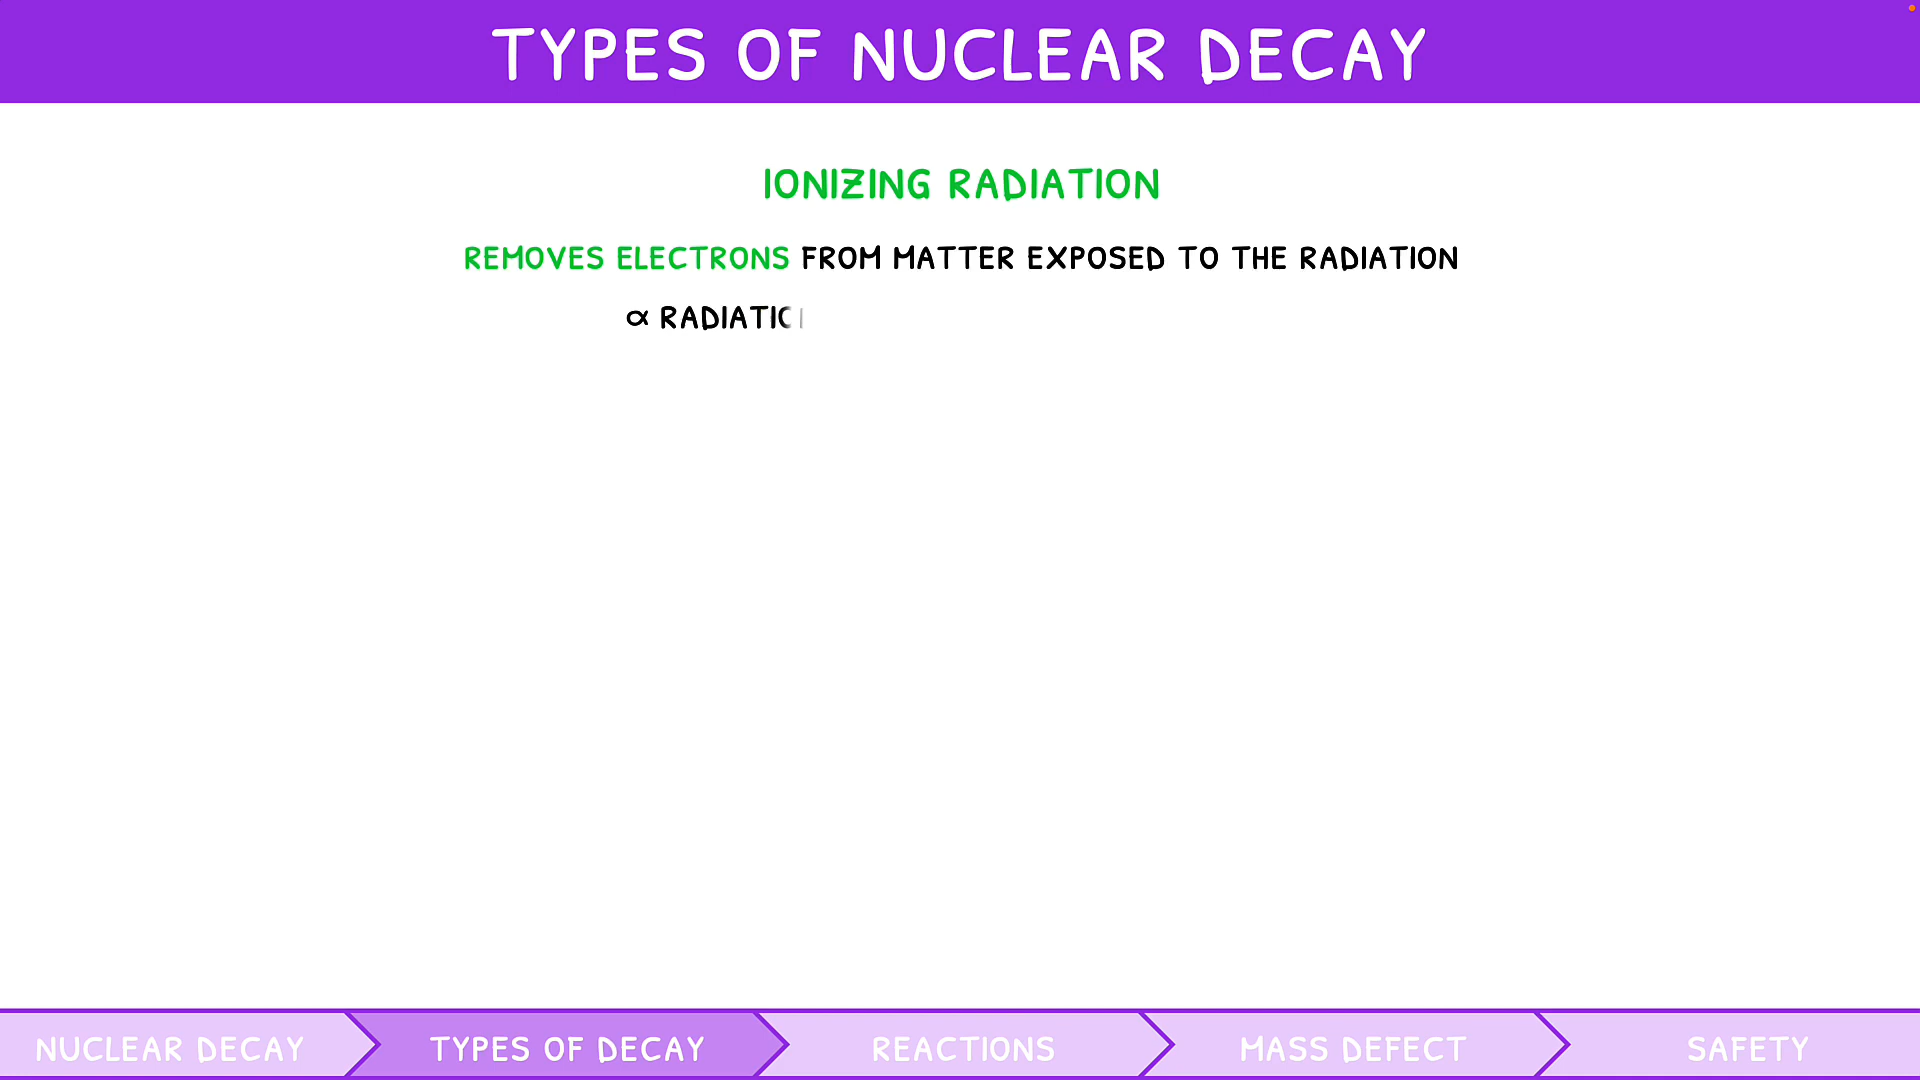 TYPES OF NUCLEAR DECAY
IONIZING RADIATION
REMOVES ELECTRONS FROM MATTER EXPOSED TO THE RADIATION
∝
NUCLEAR DECAY
TYPES OF DECAY
REACTIONS
MASS DEFECT
SAFETY